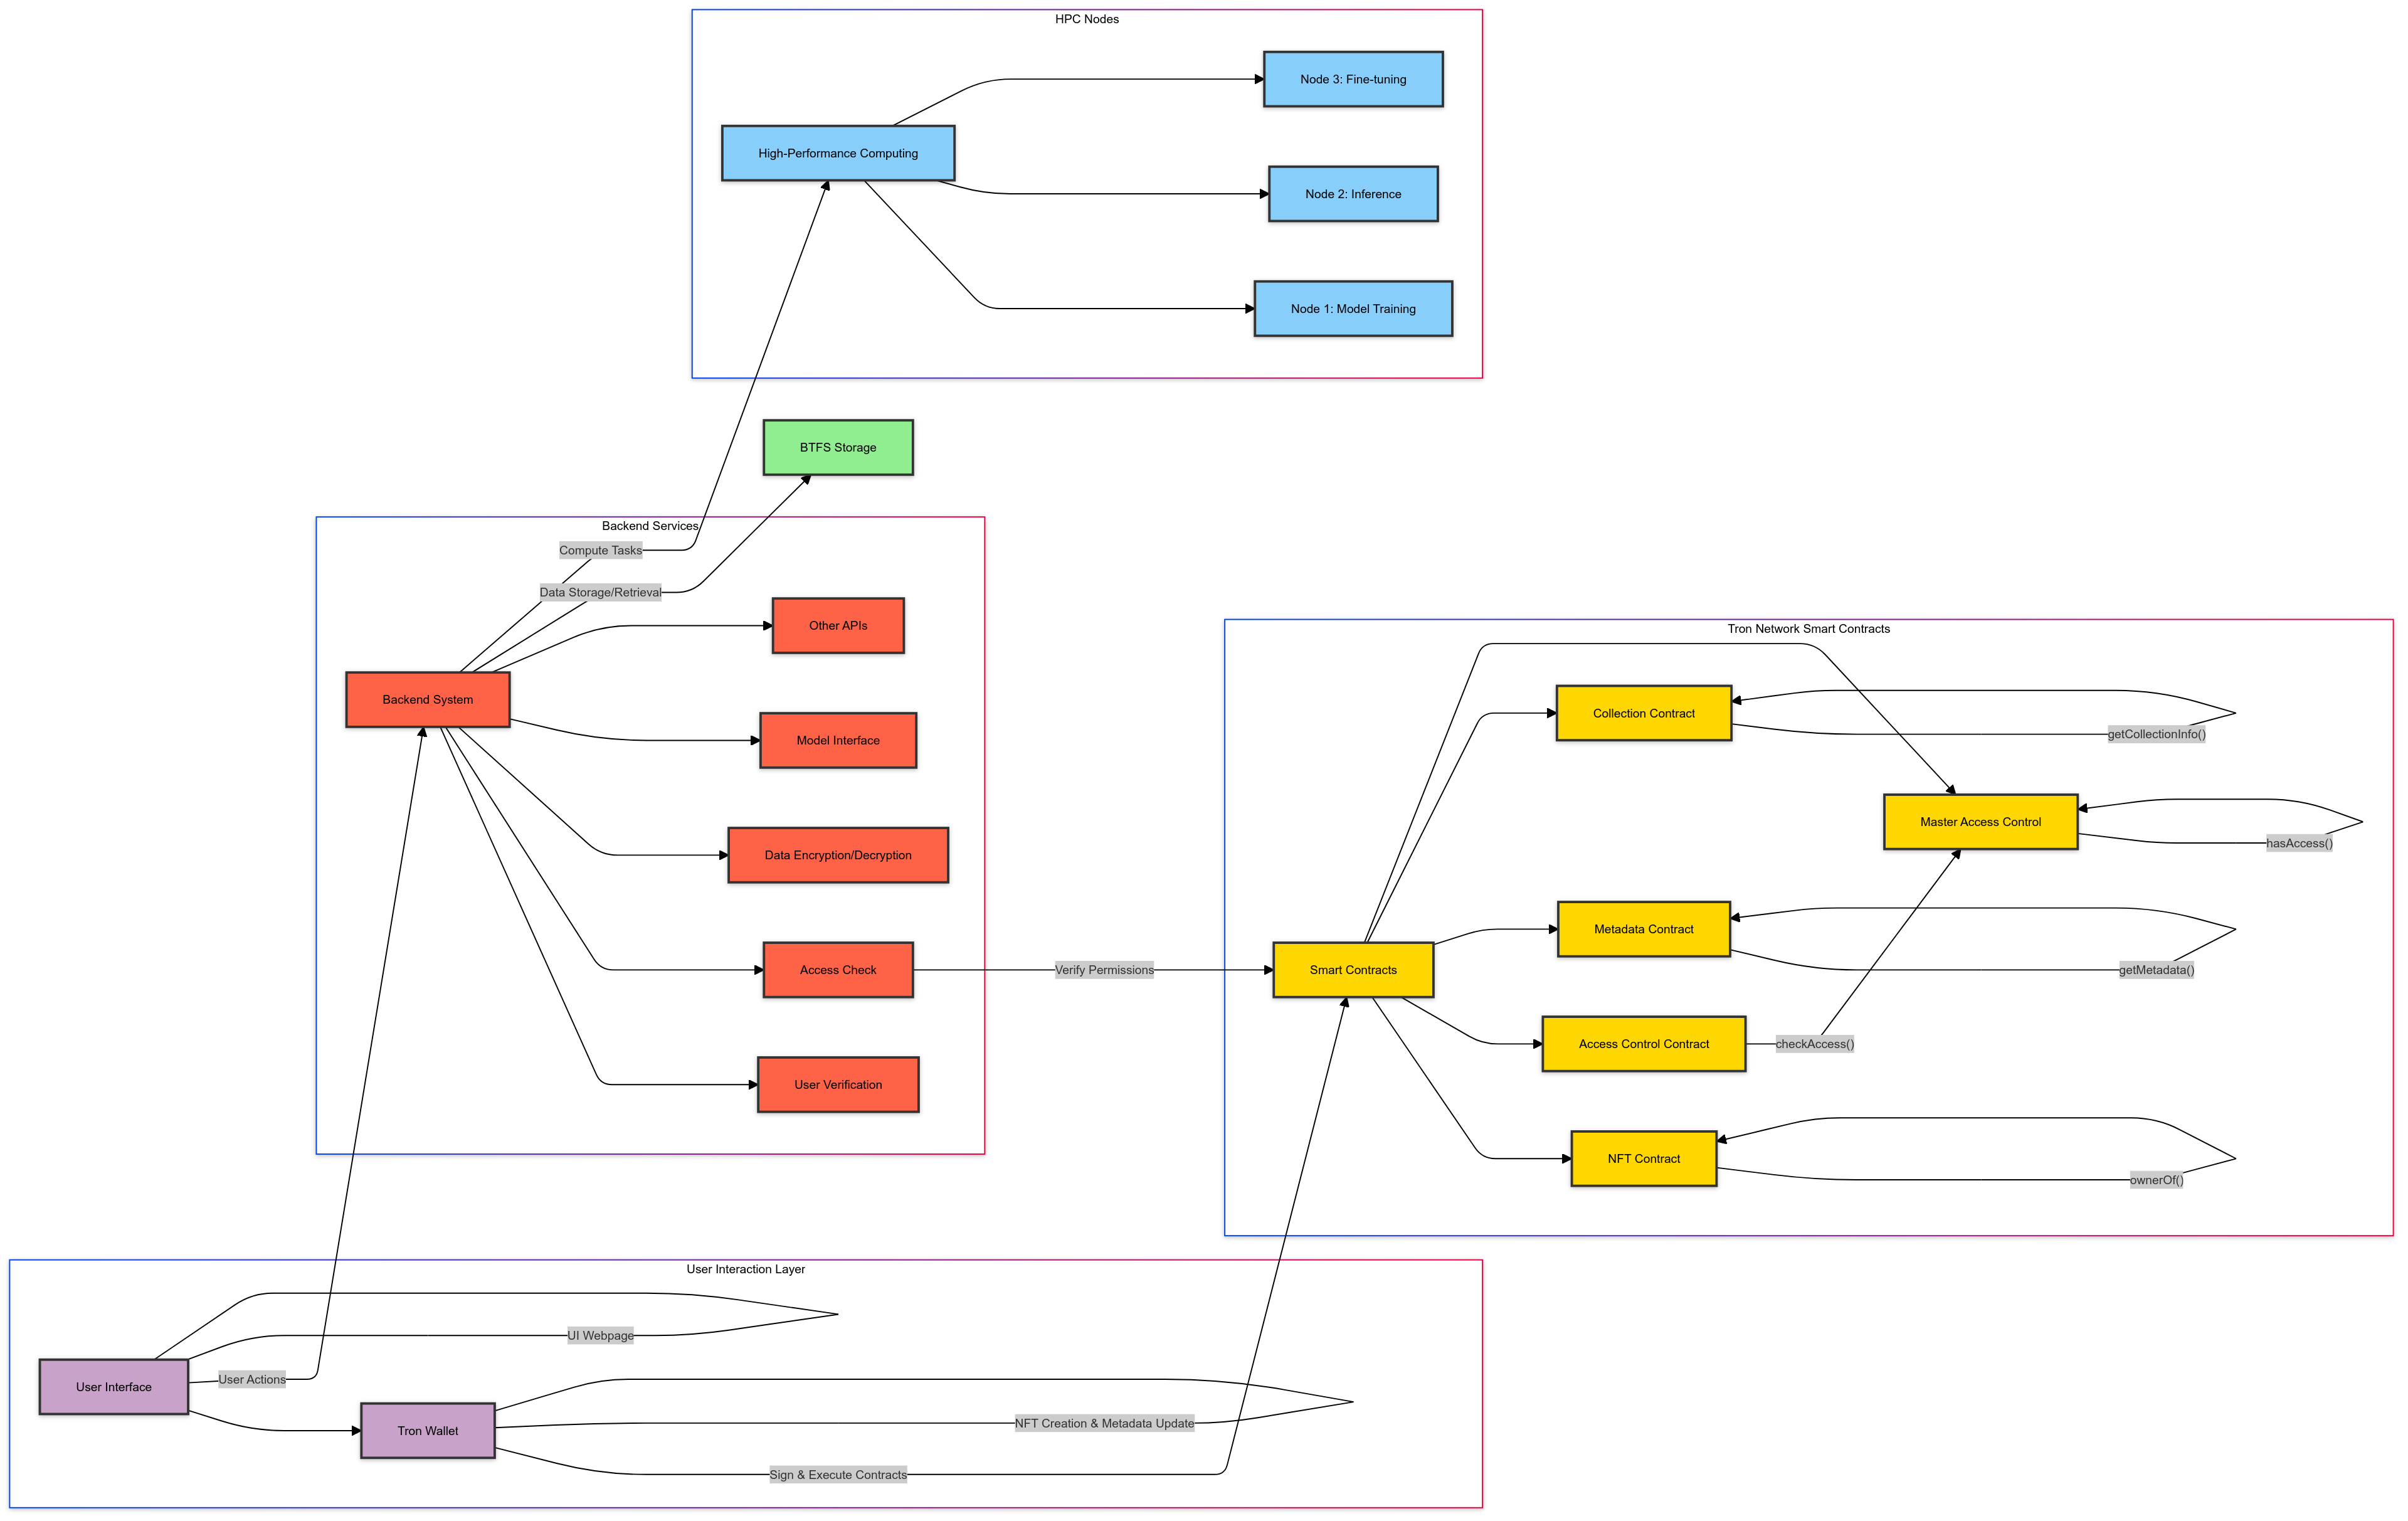 HPC Nodes
Node 3: Fine-tuning
High-Performance Computing
Node 2: Inference
Node 1: Model Training
BTFS Storage
Backend Services
Compute Tasks
Data Storage/Retrieval
Other APIs
Backend System
Model Interface
Data Encryption/Decryption
Access Check
User Verification
Verify Permissions
Tron Network Smart Contracts
Collection Contract
getCollectionInfo()
Master Access Control
hasAccess()
Metadata Contract
getMetadata()
Smart Contracts
Access Control Contract
checkAccess()
NFT Contract
ownerOf()
User Interaction Layer
UI Webpage
User Interface
User Actions
Tron Wallet
NFT Creation & Metadata Update
Sign & Execute Contracts